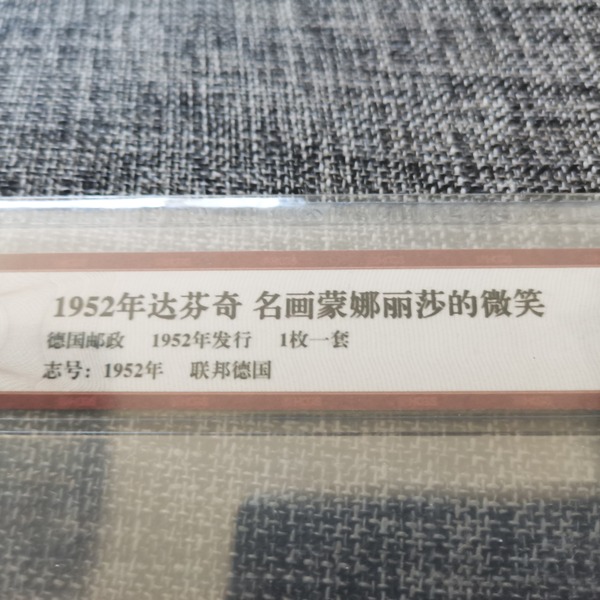 1952年达芬奇 名画蒙娜丽莎的微笑
德国邮政 1952年发行 1枚一套
志号：1952年 联邦德国